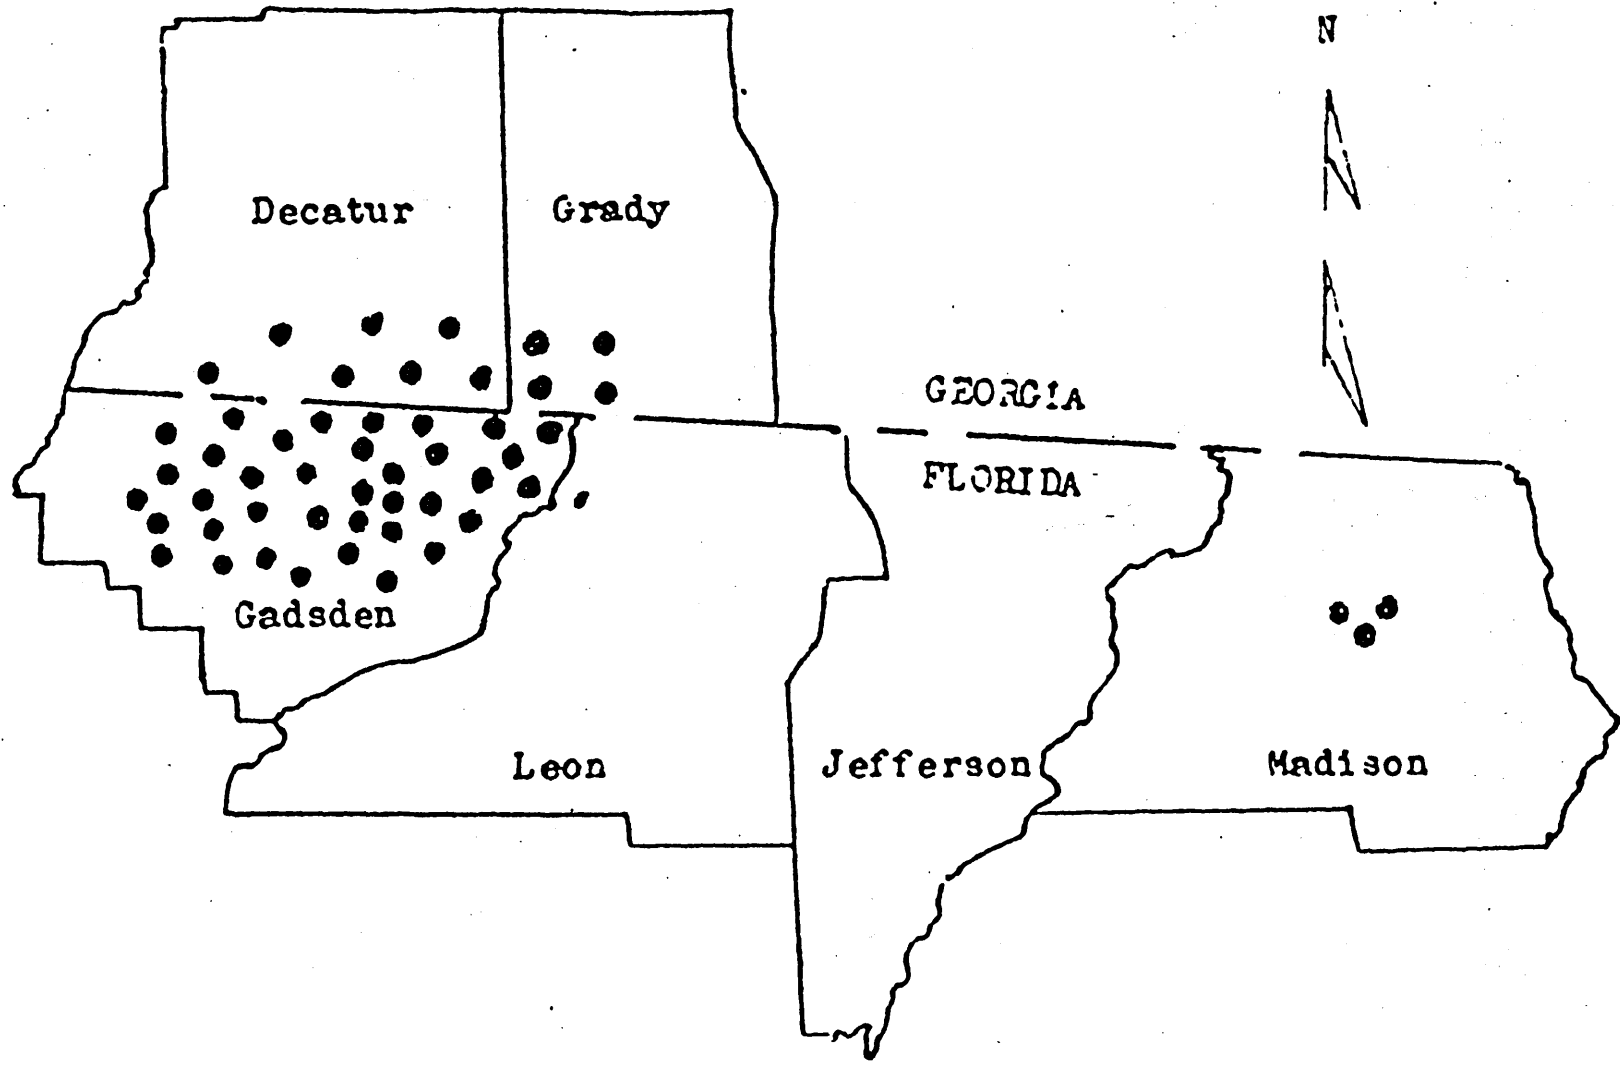 N
Decatur
Grady
GEORGIA
FLORIDA
Gadsden
Leon
Jefferson
Madison